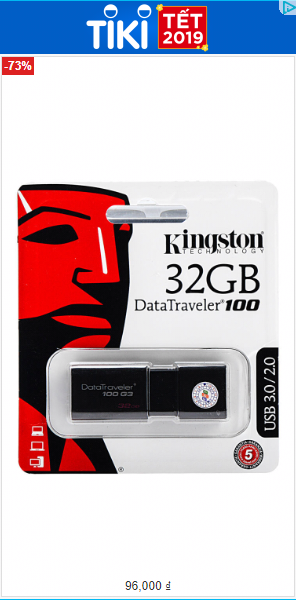 TIKI
TẾT
2019
-73%
Kingston
TECHNOLOGY
32GB
DataTraveler® 100
DataTraveler®
100 G3
USB 3.0 / 2.0
5
96,000 ₫